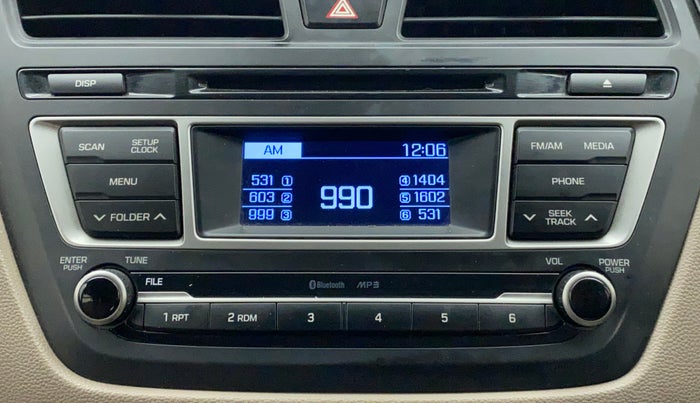 DISP
SCAN SETUP CLOCK
MENU
FOLDER
AM 12:06
531 1 4 1404
603 2 990 5 1602
999 3 6 531
FM/AM MEDIA
PHONE
SEEK TRACK
ENTER PUSH TUNE
VOL POWER PUSH
FILE Bluetooth MP3
1 RPT 2 RDM 3 4 5 6